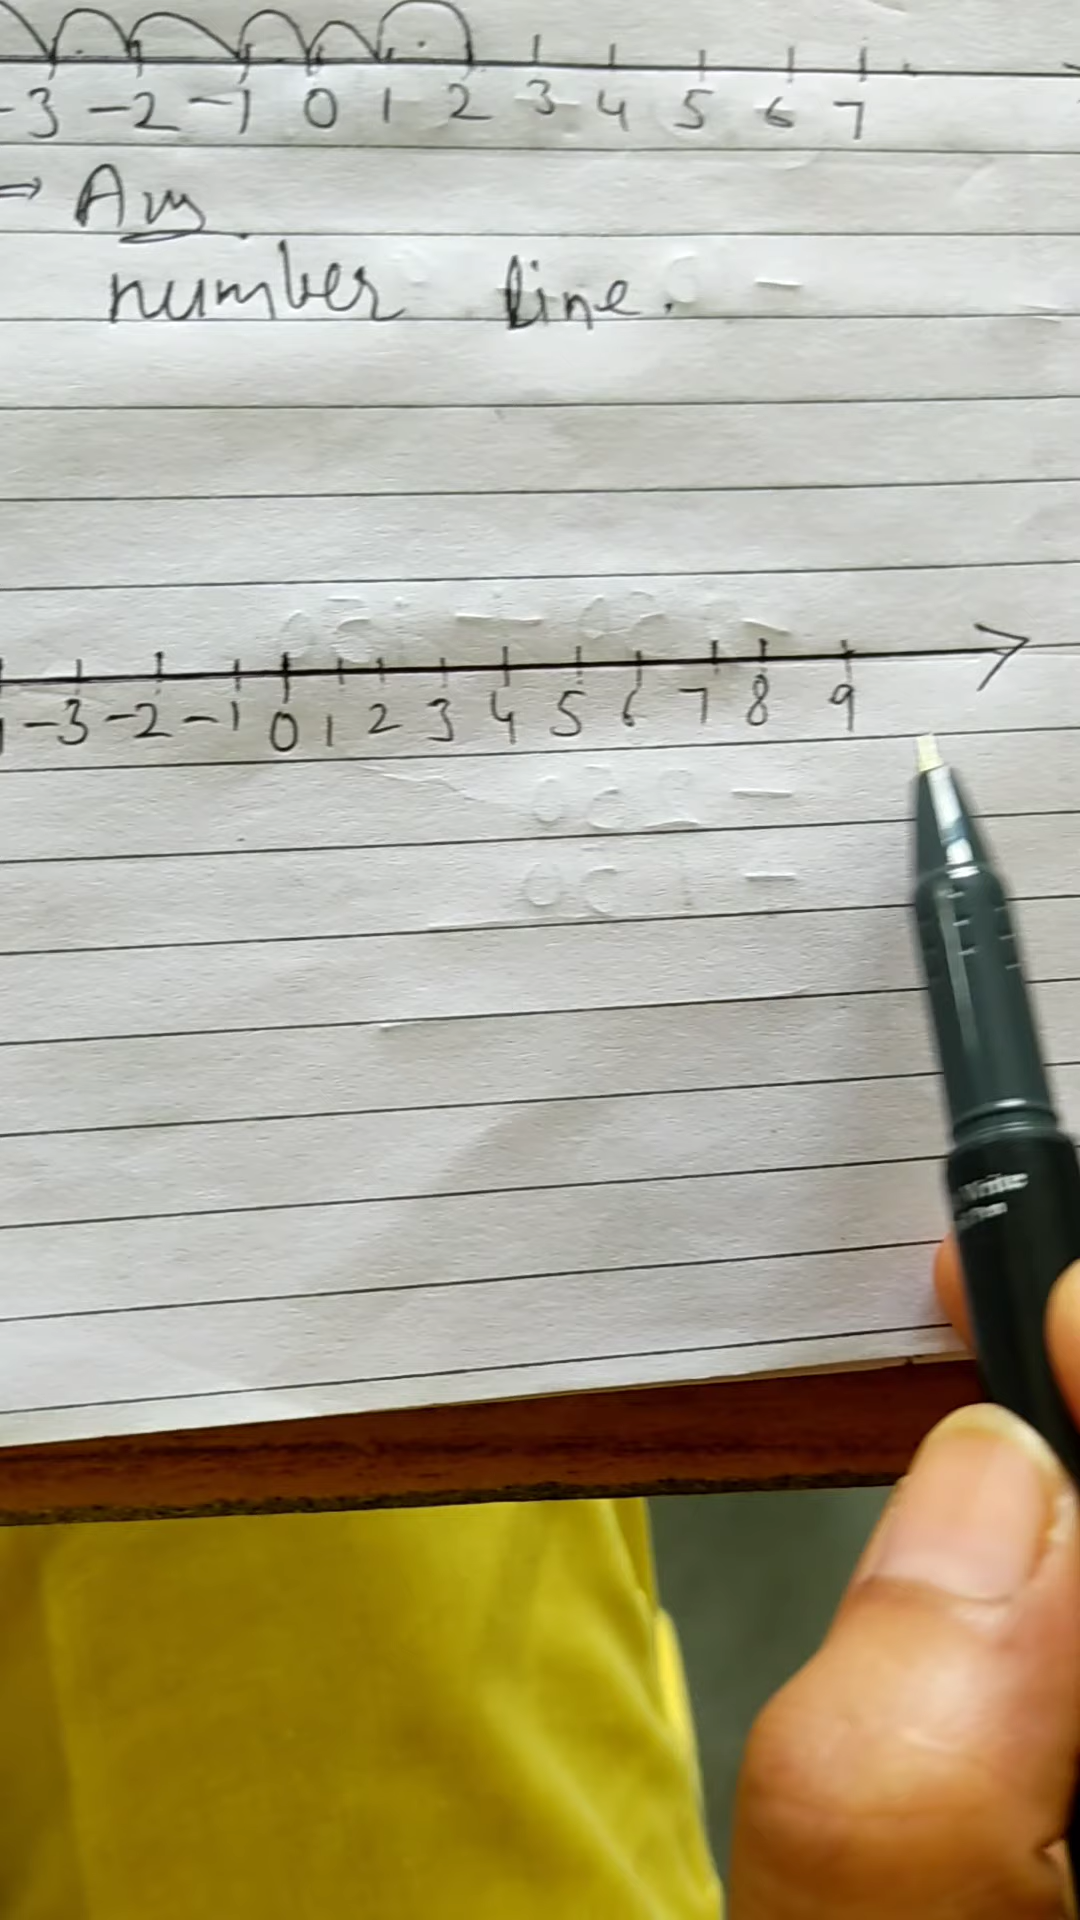 -3 -2 -1 0 1 2 3 4 5 6 7
→ Ans
number line.
-3 -2 -1 0 1 2 3 4 5 6 7 8 9
Write